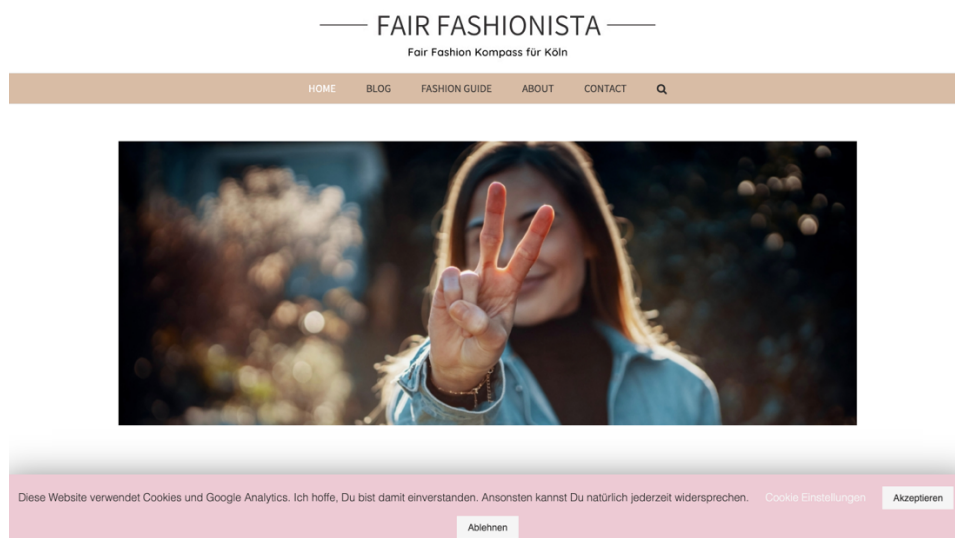 FAIR FASHIONISTA
Fair Fashion Kompass für Köln
HOME BLOG FASHION GUIDE ABOUT CONTACT
Diese Website verwendet Cookies und Google Analytics. Ich hoffe, Du bist damit einverstanden. Ansonsten kannst Du natürlich jederzeit widersprechen. Cookie Einstellungen Akzeptieren
Ablehnen